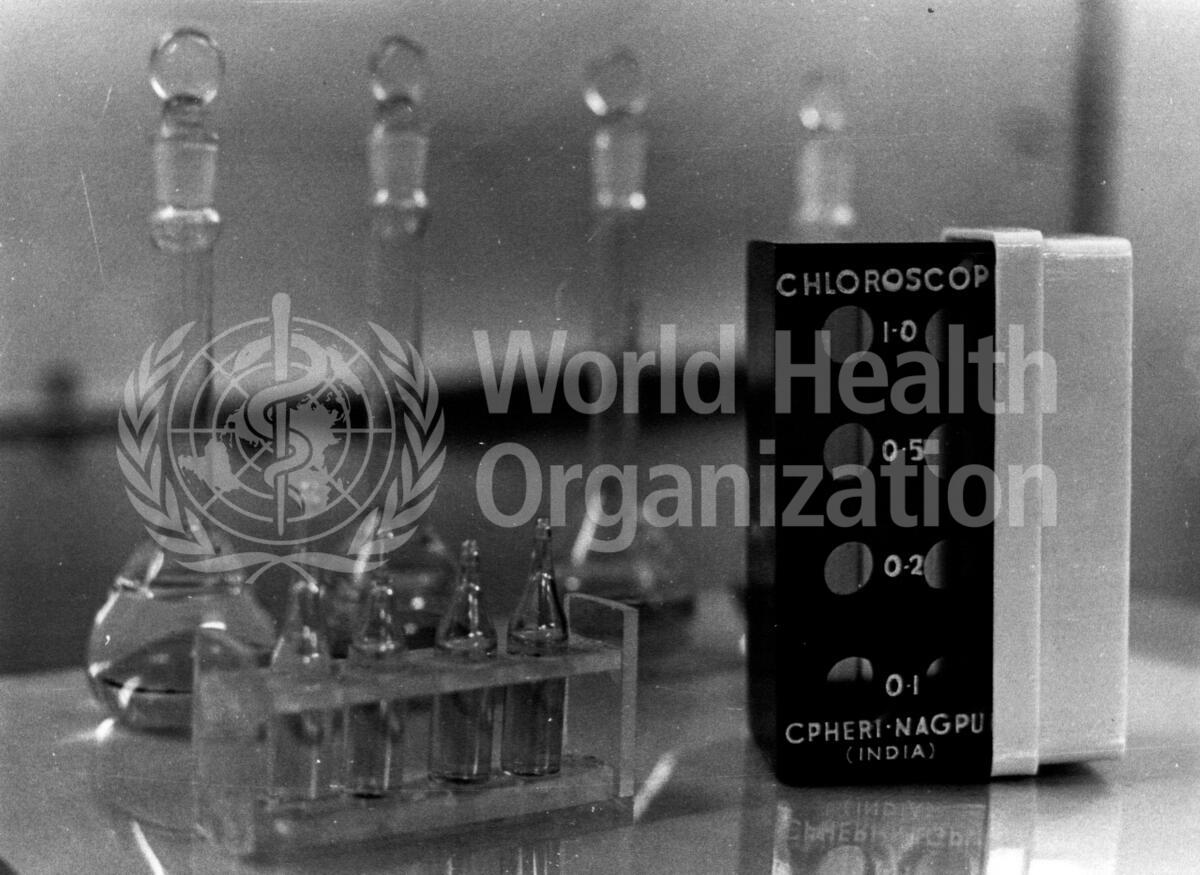 CHLOROSCOP
1·0
0·5
0·2
0·1
CPHERI·NAGPU
(INDIA)
World Health
Organization